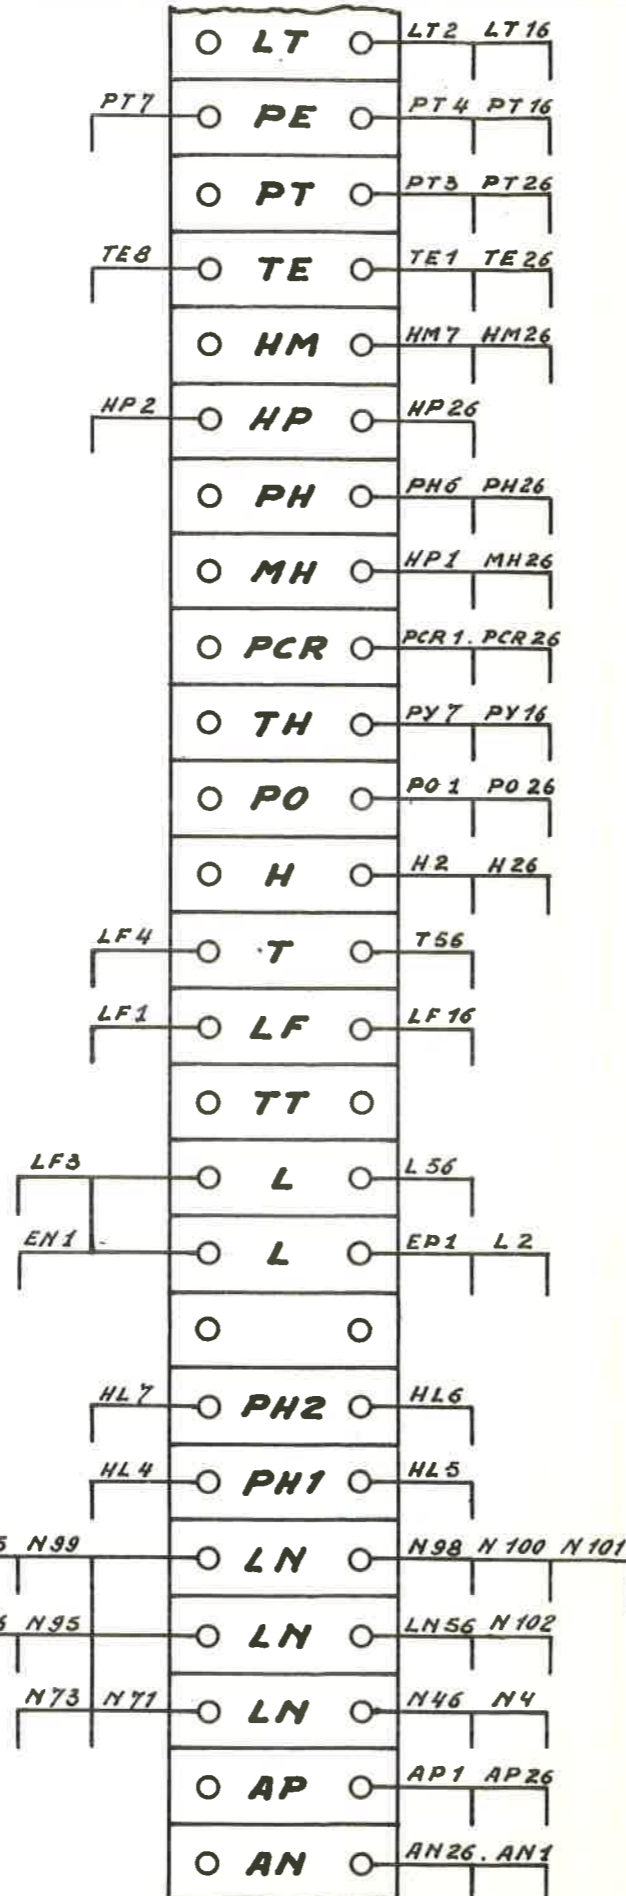 LT LT2 LT16
PT7 PE PT4 PT16
PT PT3 PT26
TE8 TE TE1 TE26
HM HM7 HM26
HP2 HP HP26
PH PH6 PH26
MH HP1 MH26
PCR PCR1. PCR26
TH PY7 PY16
PO PO1 PO26
H H2 H26
LF4 T T56
LF1 LF LF16
TT
LF3 L L56
EN1 L EP1 L2
HL7 PH2 HL6
HL4 PH1 HL5
N99 LN N98 N100 N101
N95 LN LN56 N102
N73 N71 LN N46 N4
AP AP1 AP26
AN AN26. AN1